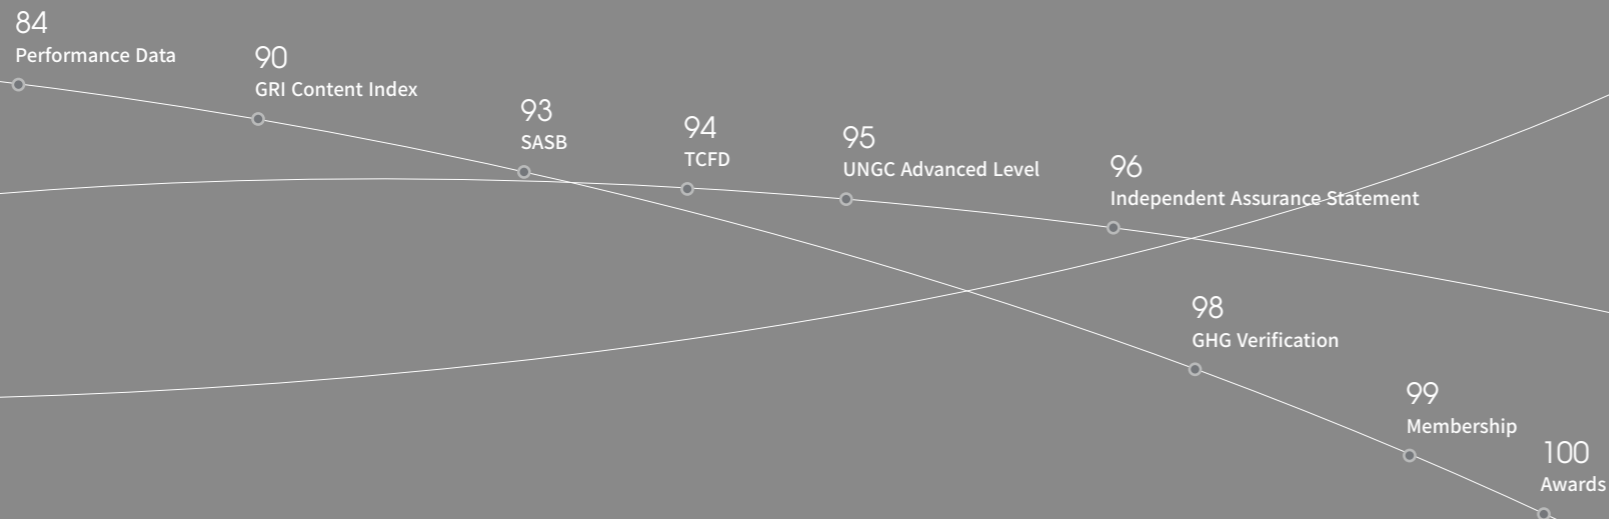 84
Performance Data
90
GRI Content Index
93
SASB
94
TCFD
95
UNGC Advanced Level
96
Independent Assurance Statement
98
GHG Verification
99
Membership
100
Awards